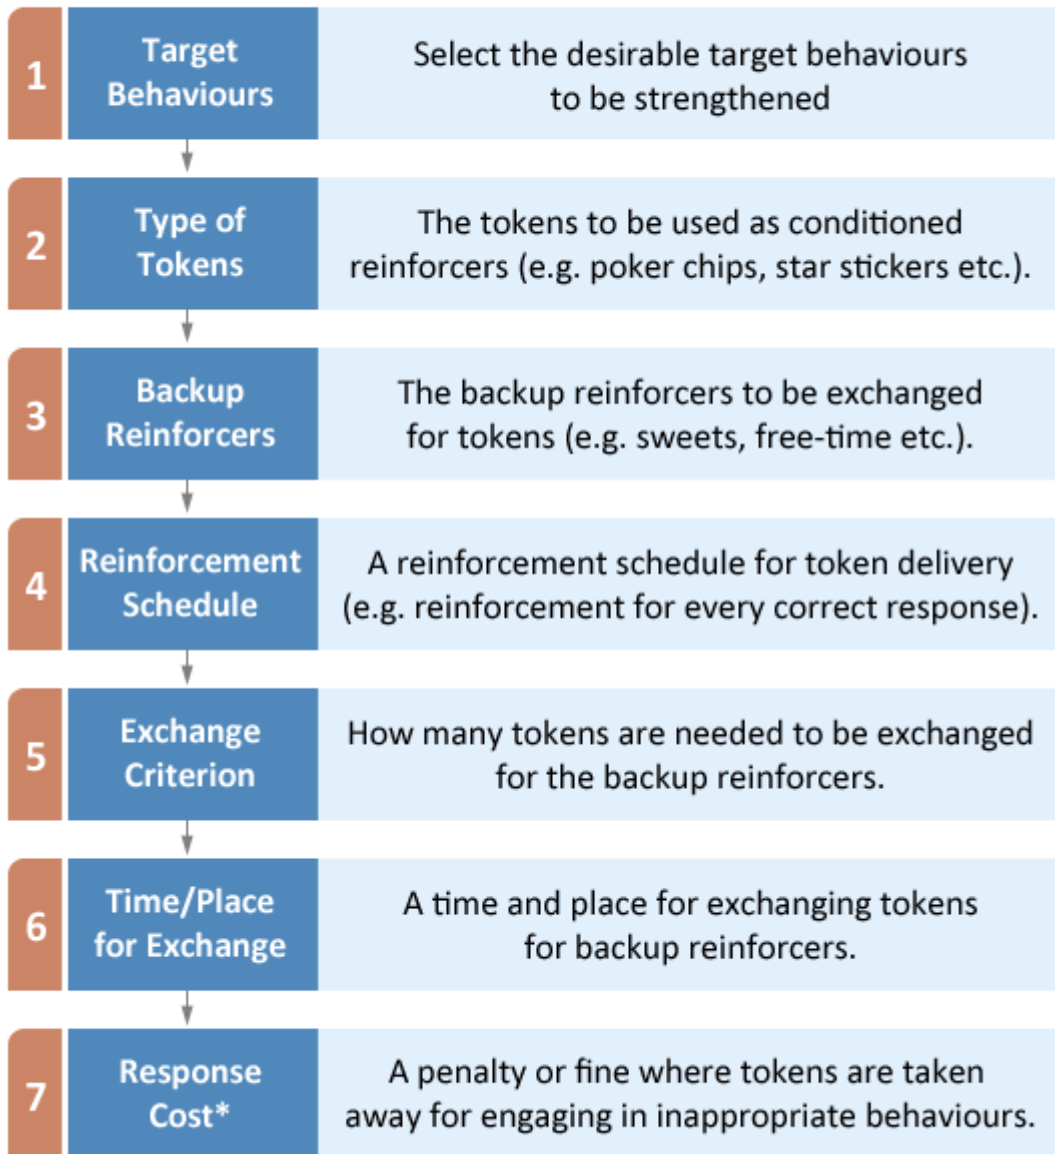 1
Target
Behaviours
Select the desirable target behaviours
to be strengthened
2
Type of
Tokens
The tokens to be used as conditioned
reinforcers (e.g. poker chips, star stickers etc.).
3
Backup
Reinforcers
The backup reinforcers to be exchanged
for tokens (e.g. sweets, free-time etc.).
4
Reinforcement
Schedule
A reinforcement schedule for token delivery
(e.g. reinforcement for every correct response).
5
Exchange
Criterion
How many tokens are needed to be exchanged
for the backup reinforcers.
6
Time/Place
for Exchange
A time and place for exchanging tokens
for backup reinforcers.
7
Response
Cost*
A penalty or fine where tokens are taken
away for engaging in inappropriate behaviours.